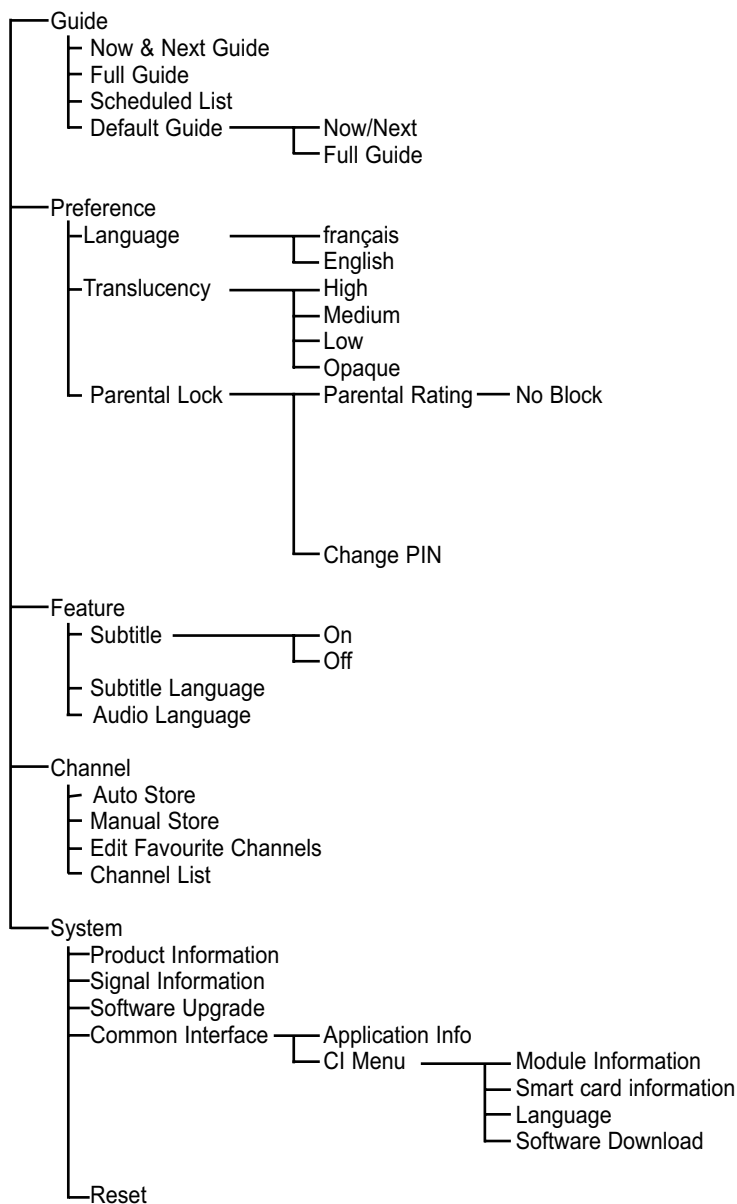 Guide
Now & Next Guide
Full Guide
Scheduled List
Default Guide Now/Next
Full Guide
Preference
Language français
English
Translucency High
Medium
Low
Opaque
Parental Lock Parental Rating No Block
Change PIN
Feature
Subtitle On
Off
Subtitle Language
Audio Language
Channel
Auto Store
Manual Store
Edit Favourite Channels
Channel List
System
Product Information
Signal Information
Software Upgrade
Common Interface Application Info
CI Menu Module Information
Smart card information
Language
Software Download
Reset